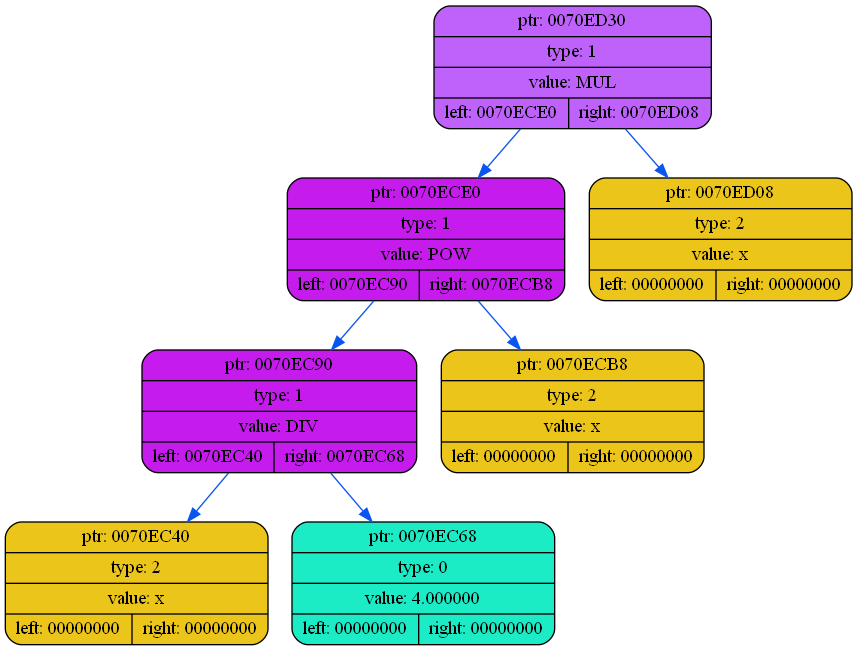 ptr: 0070ED30
type: 1
value: MUL
left: 0070ECE0 right: 0070ED08
ptr: 0070ECE0
type: 1
value: POW
left: 0070EC90 right: 0070ECB8
ptr: 0070ED08
type: 2
value: x
left: 00000000 right: 00000000
ptr: 0070EC90
type: 1
value: DIV
left: 0070EC40 right: 0070EC68
ptr: 0070ECB8
type: 2
value: x
left: 00000000 right: 00000000
ptr: 0070EC40
type: 2
value: x
left: 00000000 right: 00000000
ptr: 0070EC68
type: 0
value: 4.000000
left: 00000000 right: 00000000